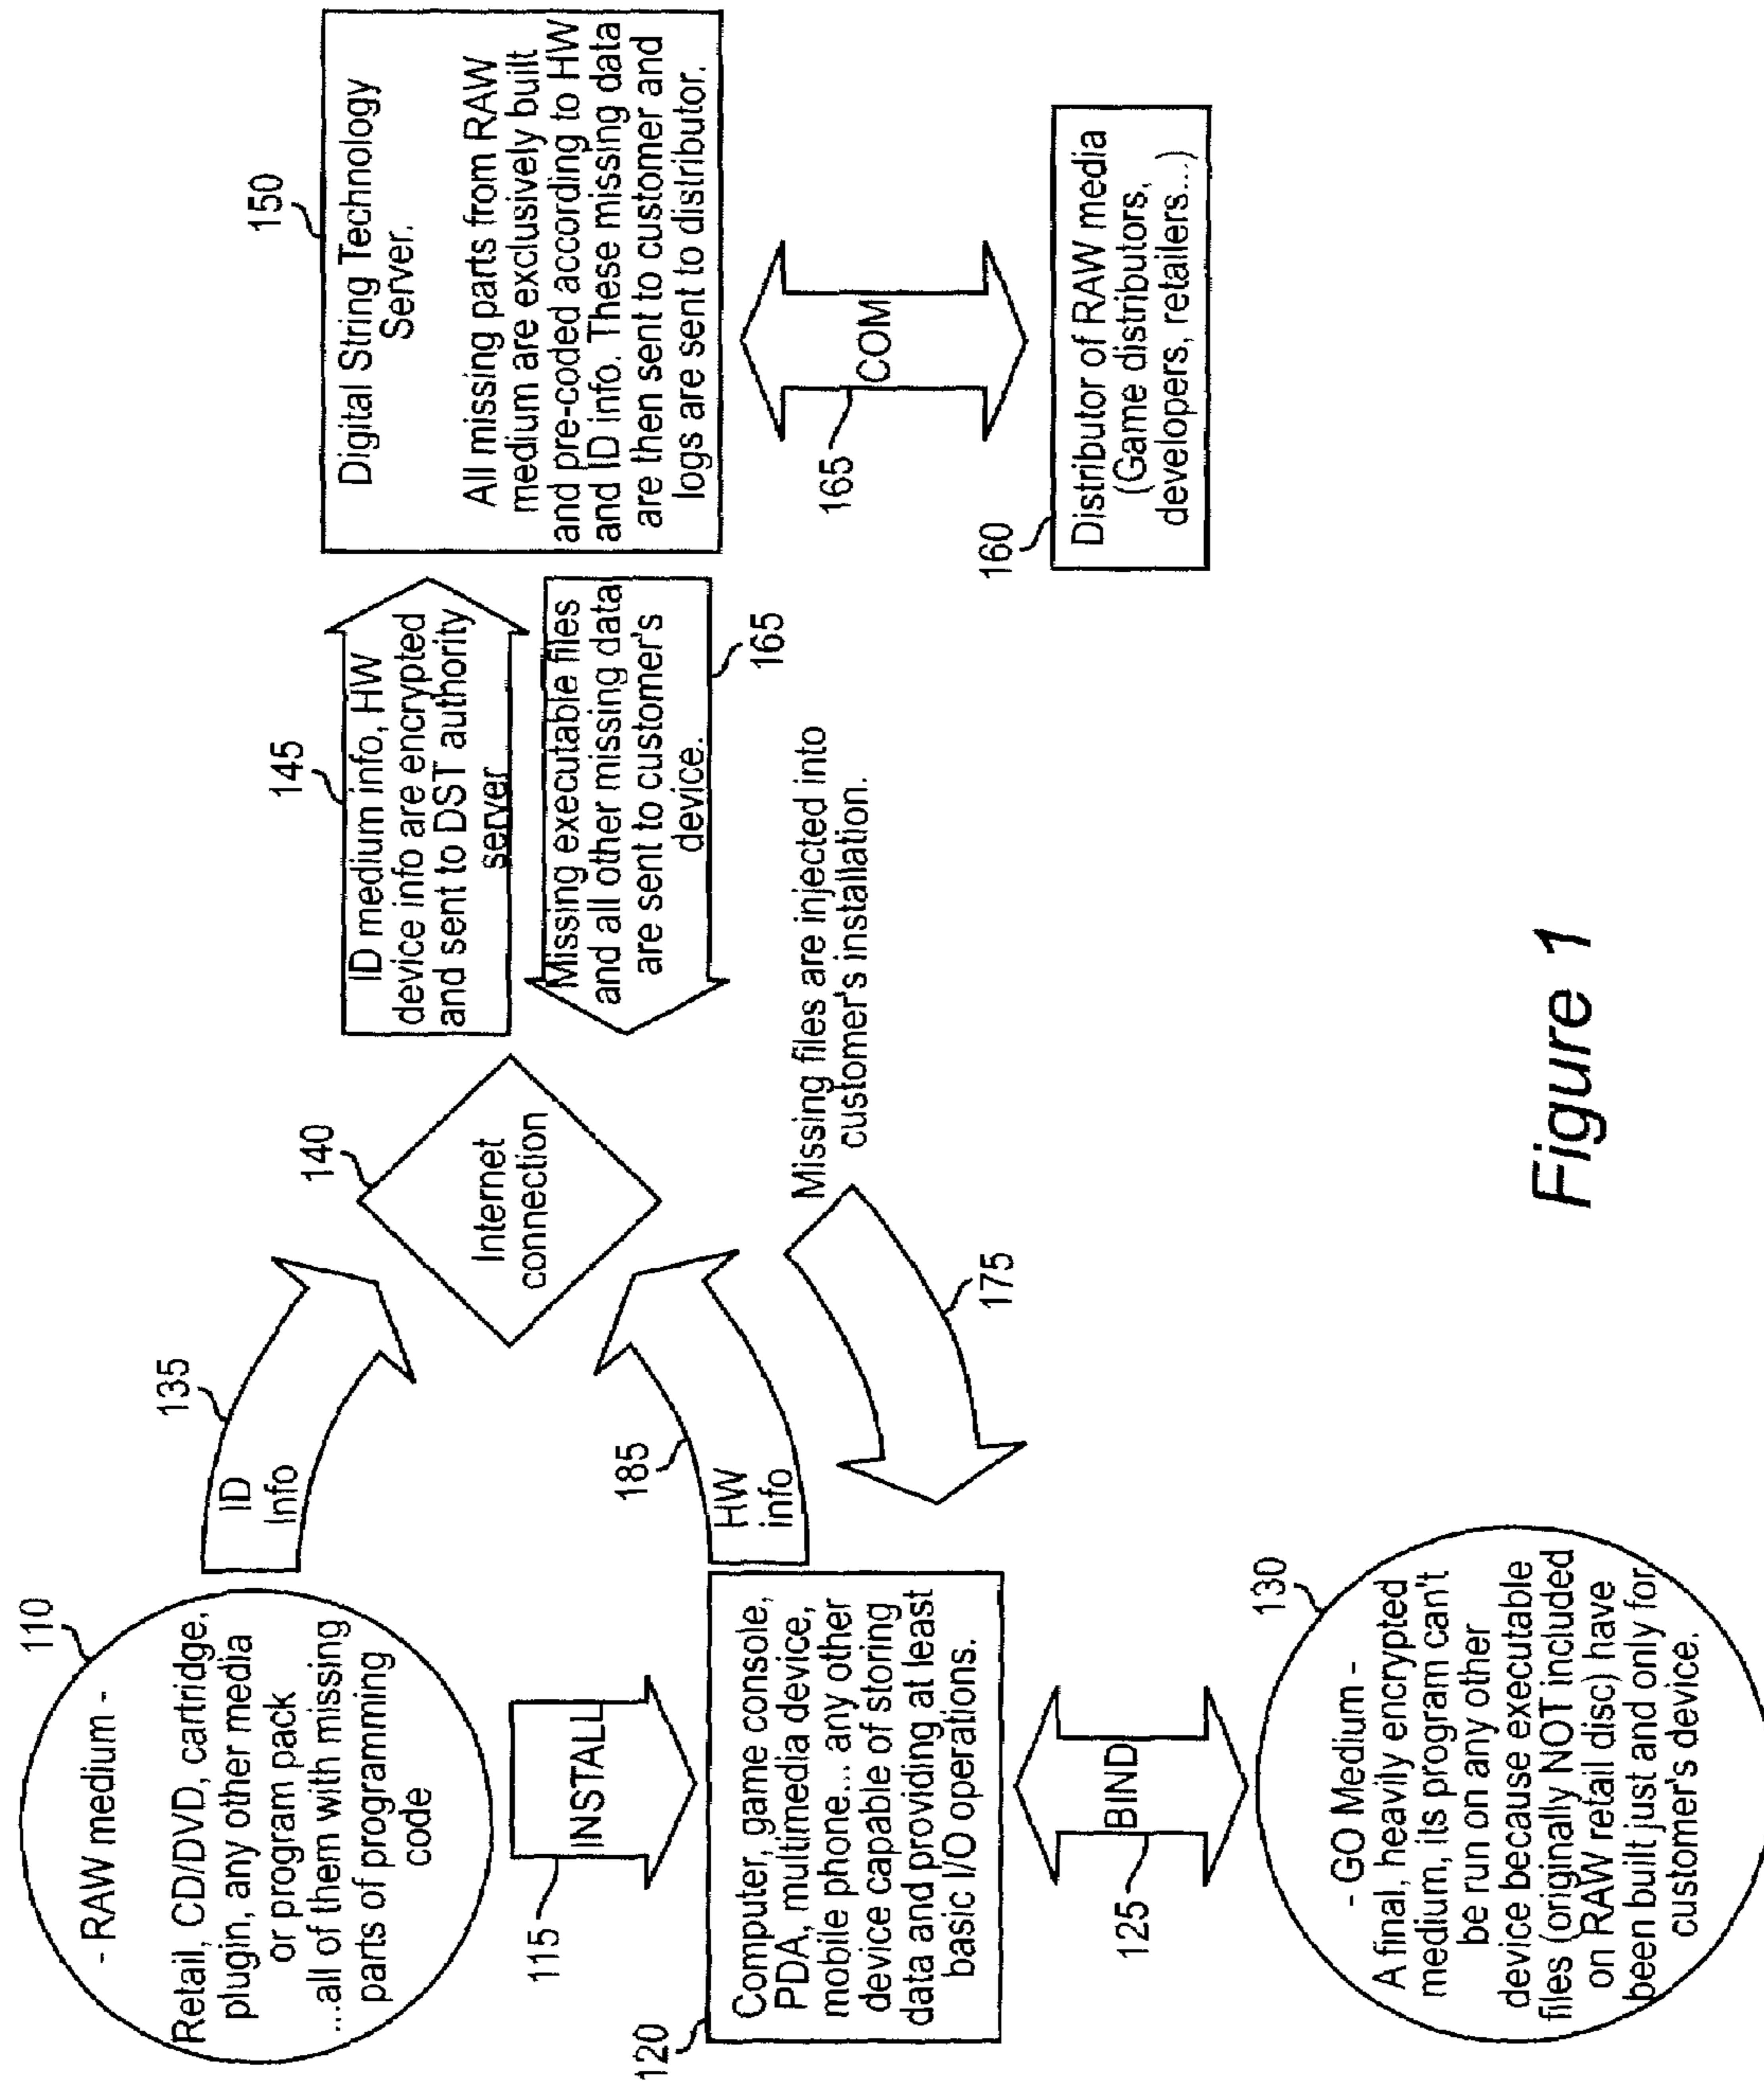 110
- RAW medium -
Retail, CD/DVD, cartridge,
plugin, any other media
or program pack
...all of them with missing
parts of programming
code
135
ID
Info
115
INSTALL
120
Computer, game console,
PDA, multimedia device,
mobile phone... any other
device capable of storing
data and providing at least
basic I/O operations.
185
HW
info
140
Internet
connection
145
ID medium info, HW
device info are encrypted
and sent to DST authority
server
Missing executable files
and all other missing data
are sent to customer's
device.
165
150
Digital String Technology
Server.
All missing parts from RAW
medium are exclusively built
and pre-coded according to HW
and ID info. These missing data
are then sent to customer and
logs are sent to distributor.
165
COM
160
Distributor of RAW media
(Game distributors,
developers, retailers...)
Missing files are injected into
customer's installation.
175
125
BIND
130
- GO Medium -
A final, heavily encrypted
medium, its program can't
be run on any other
device because executable
files (originally NOT included
on RAW retail disc) have
been built just and only for
customer's device.
Figure 1